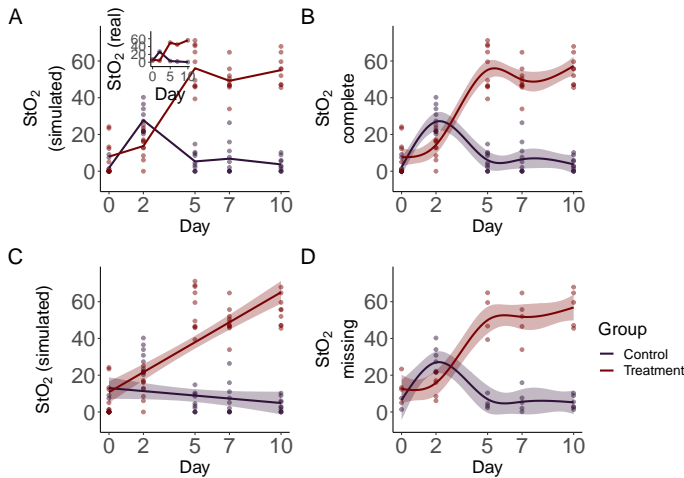 A
StO2
(simulated)
60
40
20
0
0 2 5 7 10
Day
StO2 (real)
60
40
20
0
0 5 10
Day
B
StO2
complete
60
40
20
0
0 2 5 7 10
Day
C
StO2 (simulated)
60
40
20
0
0 2 5 7 10
Day
D
StO2
missing
60
40
20
0
0 2 5 7 10
Day
Group
Control
Treatment